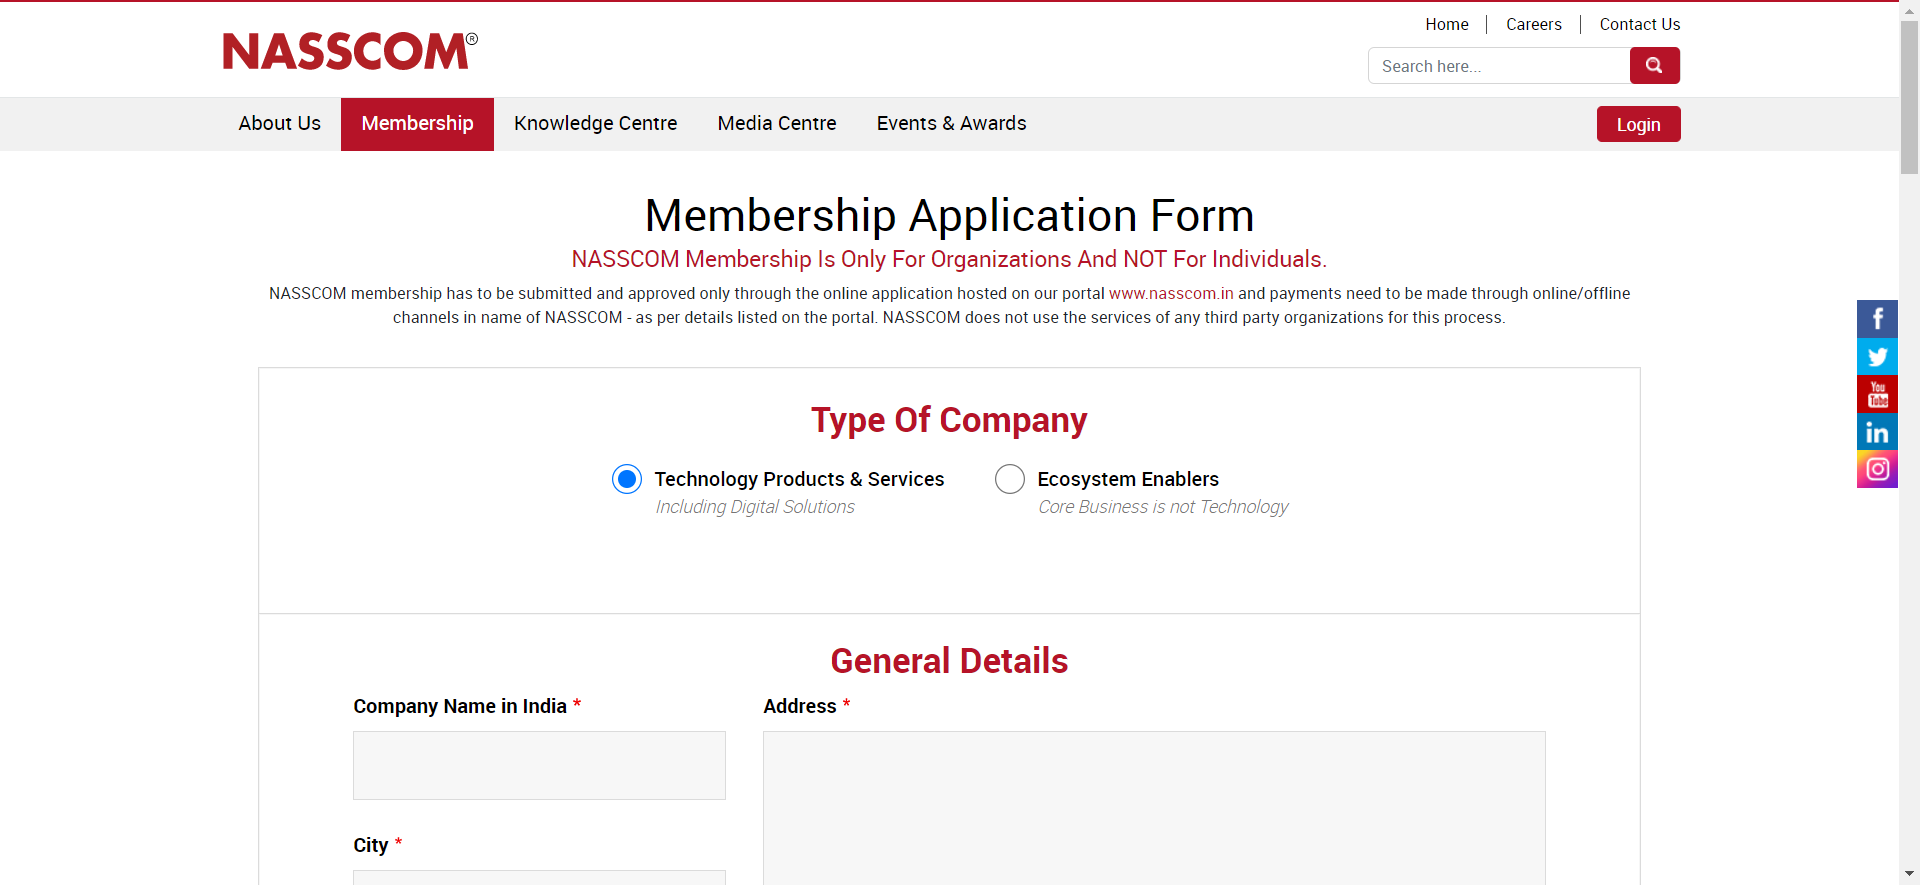 Home
Careers
Contact Us
NASSCOM®
Search here...
About Us
Membership
Knowledge Centre
Media Centre
Events & Awards
Login
Membership Application Form
NASSCOM Membership Is Only For Organizations And NOT For Individuals.
NASSCOM membership has to be submitted and approved only through the online application hosted on our portal www.nasscom.in and payments need to be made through online/offline
channels in name of NASSCOM - as per details listed on the portal. NASSCOM does not use the services of any third party organizations for this process.
f
You
Tube
in
Type Of Company
Technology Products & Services
Including Digital Solutions
Ecosystem Enablers
Core Business is not Technology
General Details
Company Name in India *
Address *
City *